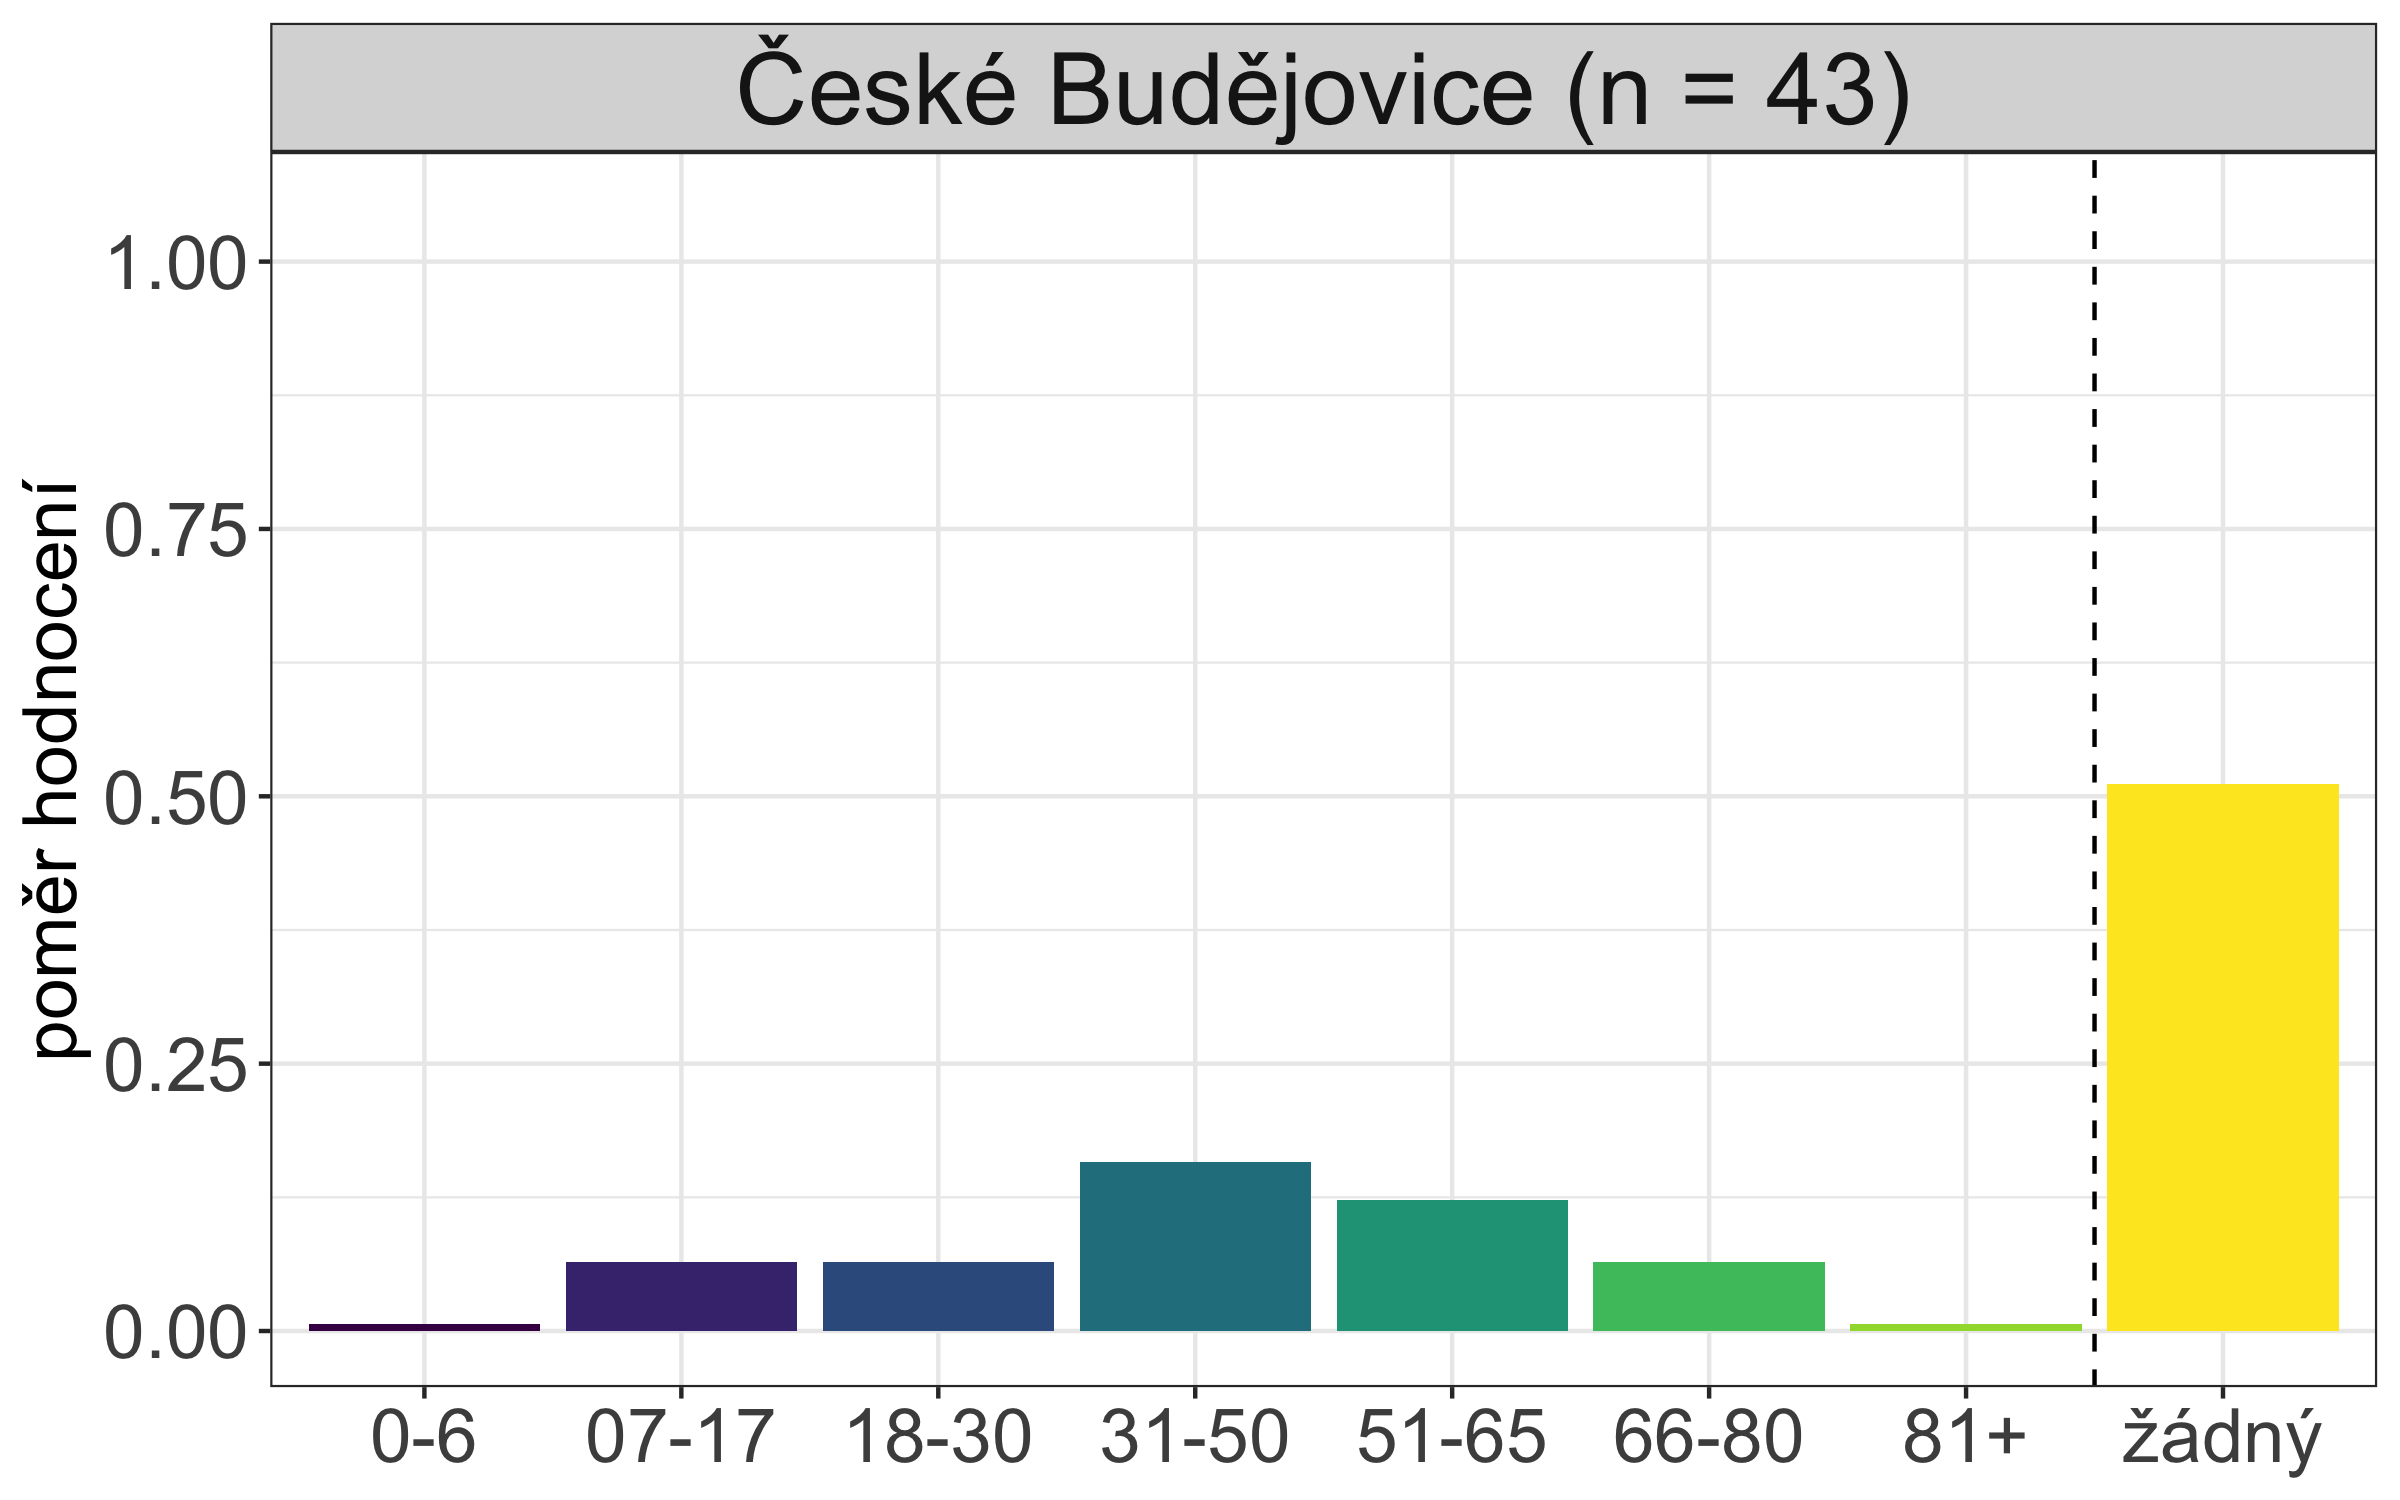 České Budějovice (n = 43)
poměr hodnocení
1.00
0.75
0.50
0.25
0.00
0-6 07-17 18-30 31-50 51-65 66-80 81+ žádný